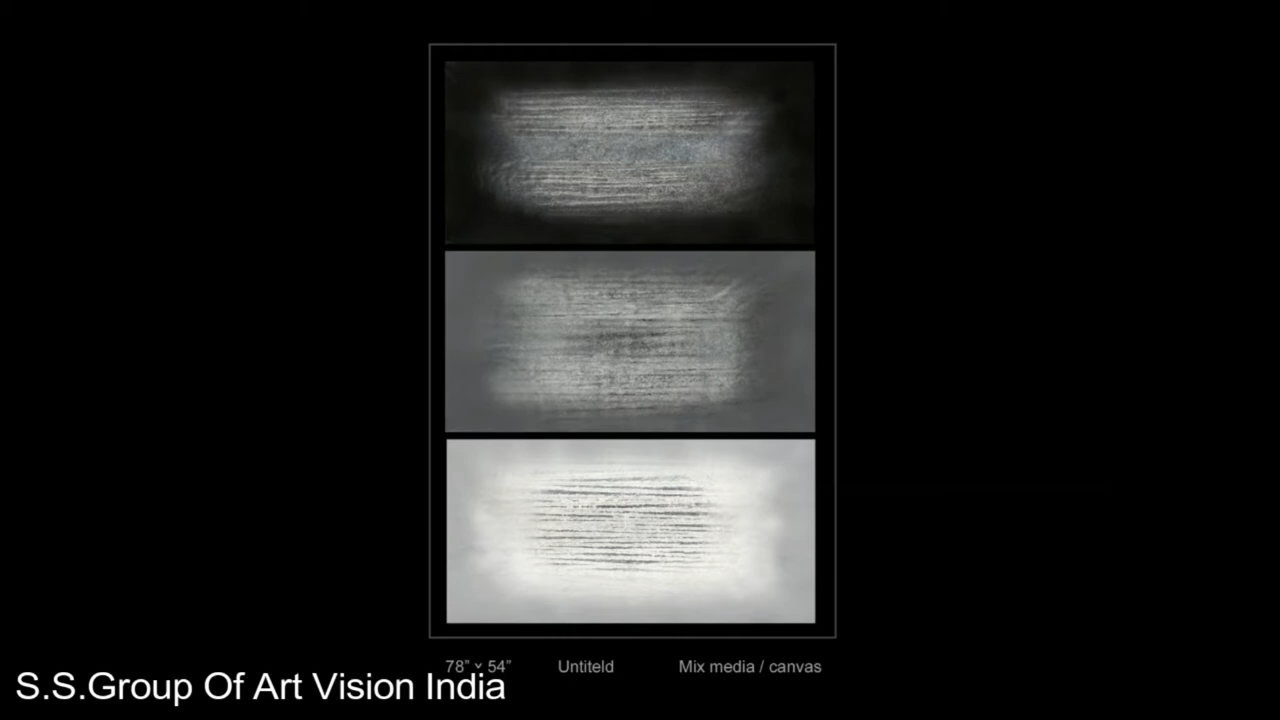 78” × 54” Untiteld Mix media / canvas
S.S.Group Of Art Vision India